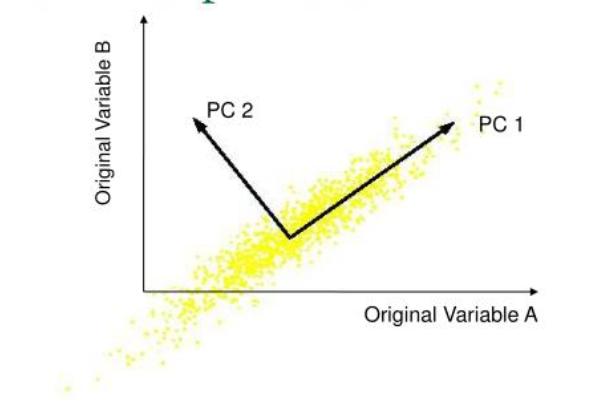 Original Variable B
PC 2
PC 1
Original Variable A